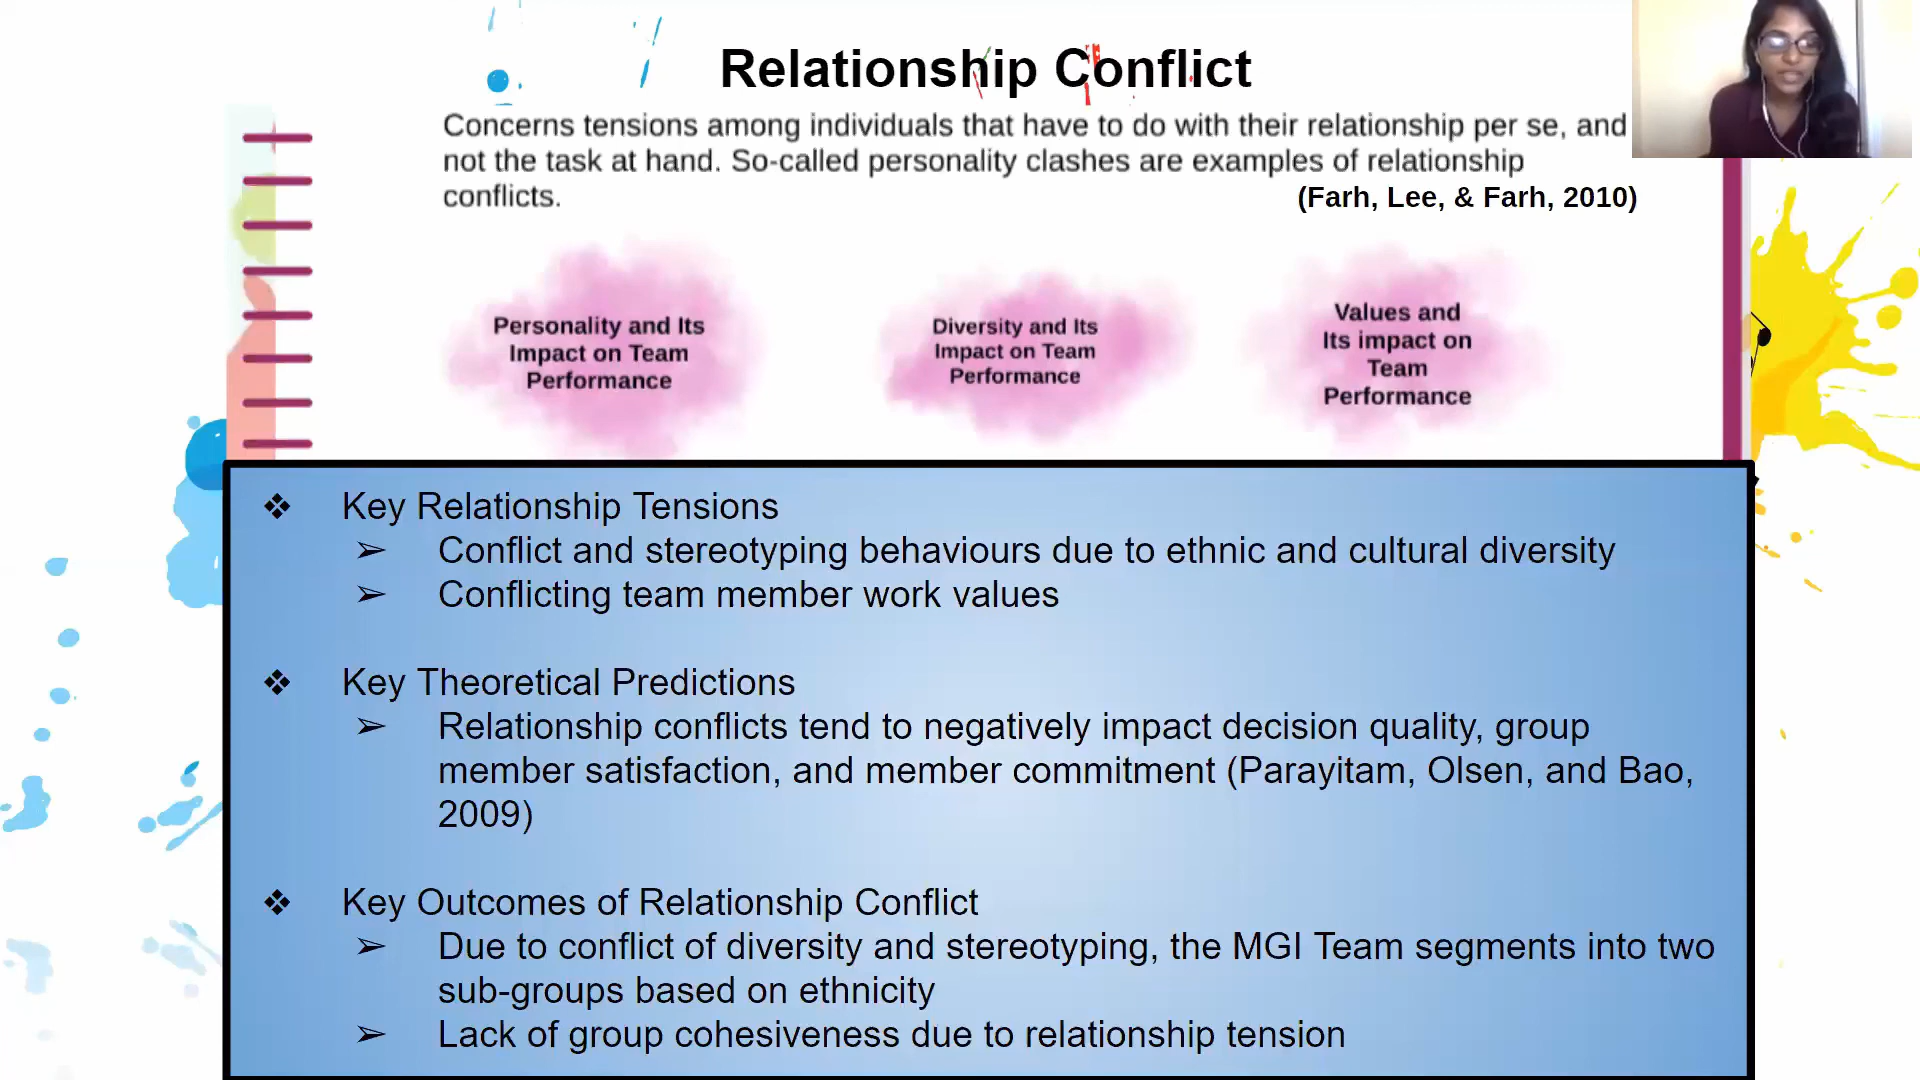 Relationship Conflict
Concerns tensions among individuals that have to do with their relationship per se, and
not the task at hand. So-called personality clashes are examples of relationship
conflicts.
(Farh, Lee, & Farh, 2010)
Personality and Its
Impact on Team
Performance
Diversity and Its
Impact on Team
Performance
Values and
Its impact on
Team
Performance
❖ Key Relationship Tensions
➢ Conflict and stereotyping behaviours due to ethnic and cultural diversity
➢ Conflicting team member work values
❖ Key Theoretical Predictions
➢ Relationship conflicts tend to negatively impact decision quality, group
member satisfaction, and member commitment (Parayitam, Olsen, and Bao,
2009)
❖ Key Outcomes of Relationship Conflict
➢ Due to conflict of diversity and stereotyping, the MGI Team segments into two
sub-groups based on ethnicity
➢ Lack of group cohesiveness due to relationship tension